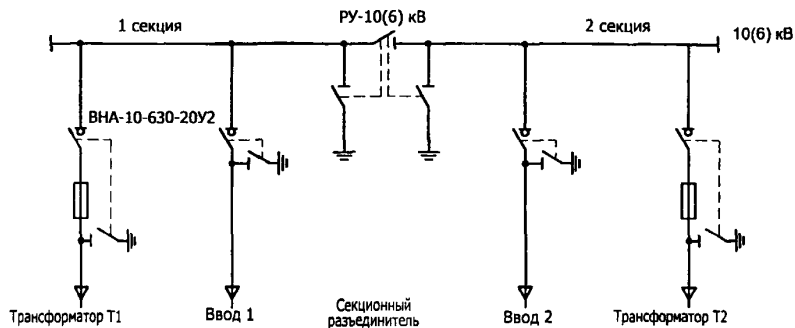 РУ-10(6) кВ
1 секция
2 секция
10(6) кВ
ВНА-10-630-20У2
Трансформатор Т1
Ввод 1
Секционный
разъединитель
Ввод 2
Трансформатор Т2